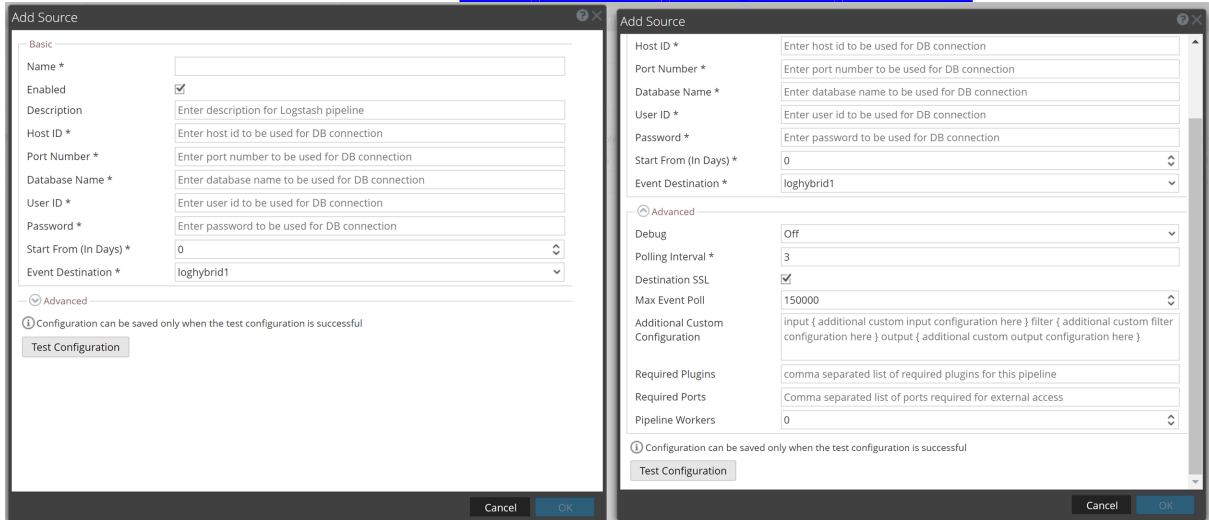 Add Source
Basic
Name *
Enabled
Description Enter description for Logstash pipeline
Host ID * Enter host id to be used for DB connection
Port Number * Enter port number to be used for DB connection
Database Name * Enter database name to be used for DB connection
User ID * Enter user id to be used for DB connection
Password * Enter password to be used for DB connection
Start From (In Days) * 0
Event Destination * loghybrid1
Advanced
Configuration can be saved only when the test configuration is successful
Test Configuration
Cancel OK
Add Source
Host ID * Enter host id to be used for DB connection
Port Number * Enter port number to be used for DB connection
Database Name * Enter database name to be used for DB connection
User ID * Enter user id to be used for DB connection
Password * Enter password to be used for DB connection
Start From (In Days) * 0
Event Destination * loghybrid1
Advanced
Debug Off
Polling Interval * 3
Destination SSL
Max Event Poll 150000
Additional Custom
Configuration
input { additional custom input configuration here } filter { additional custom filter
configuration here } output { additional custom output configuration here }
Required Plugins comma separated list of required plugins for this pipeline
Required Ports Comma separated list of ports required for external access
Pipeline Workers 0
Configuration can be saved only when the test configuration is successful
Test Configuration
Cancel OK